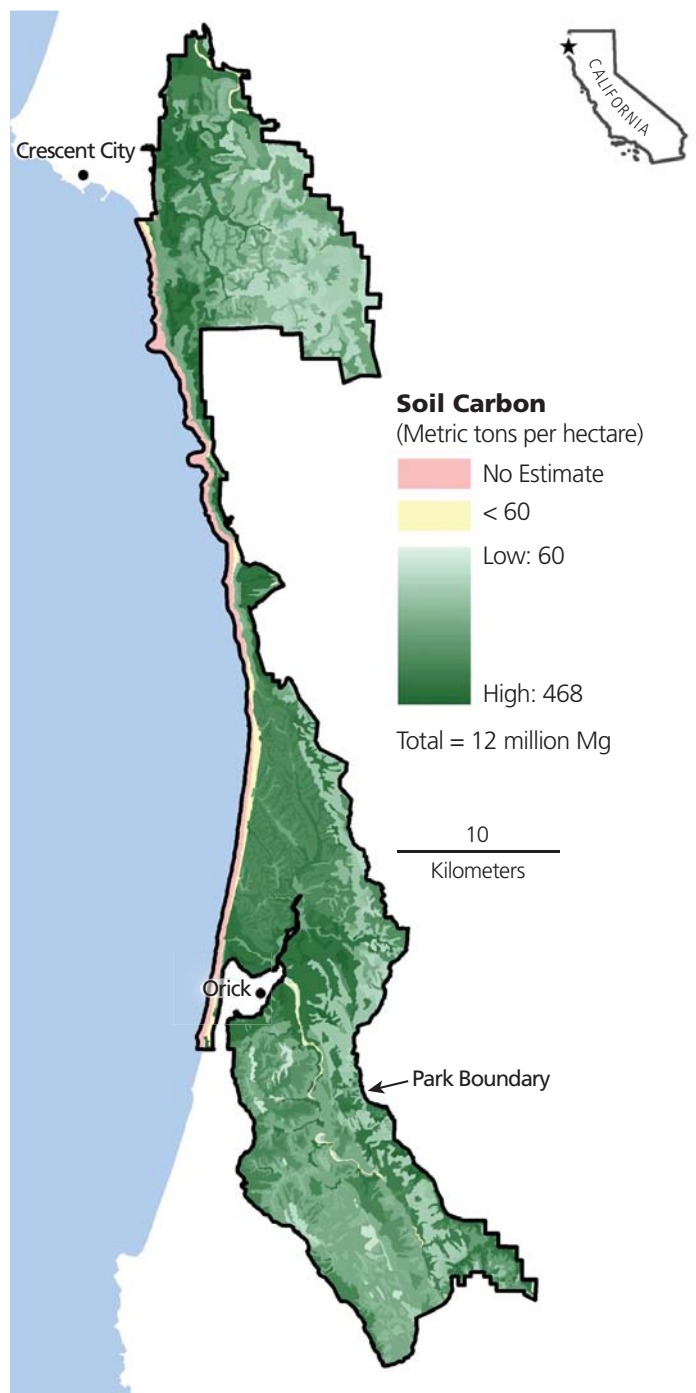 Crescent City
CALIFORNIA
Soil Carbon
(Metric tons per hectare)
No Estimate
< 60
Low: 60
High: 468
Total = 12 million Mg
10
Kilometers
Orick
Park Boundary